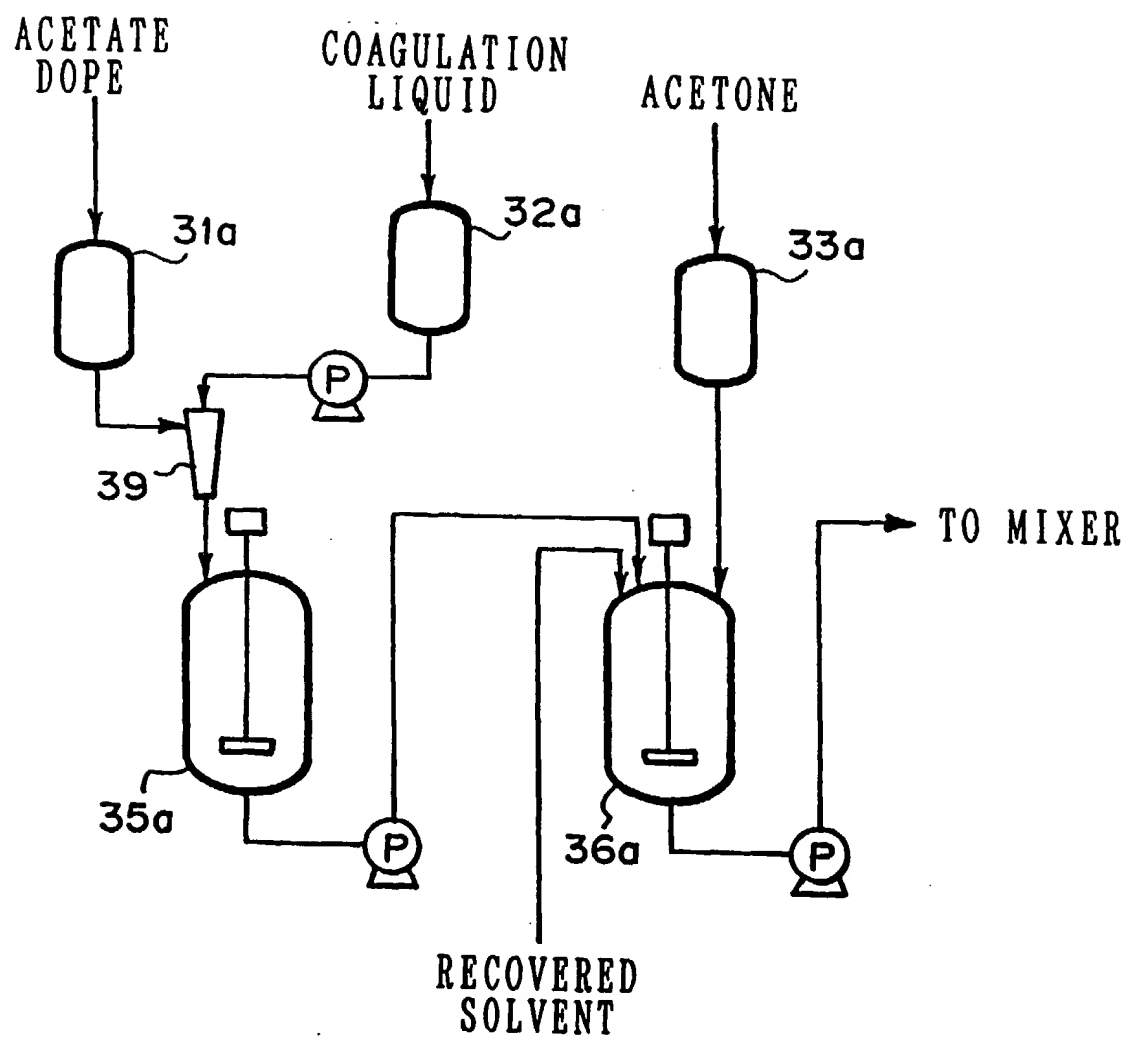 ACETATE
DOPE
COAGULATION
LIQUID
ACETONE
31a
32a
33a
P
39
TO MIXER
35a
P
36a
P
RECOVERED
SOLVENT